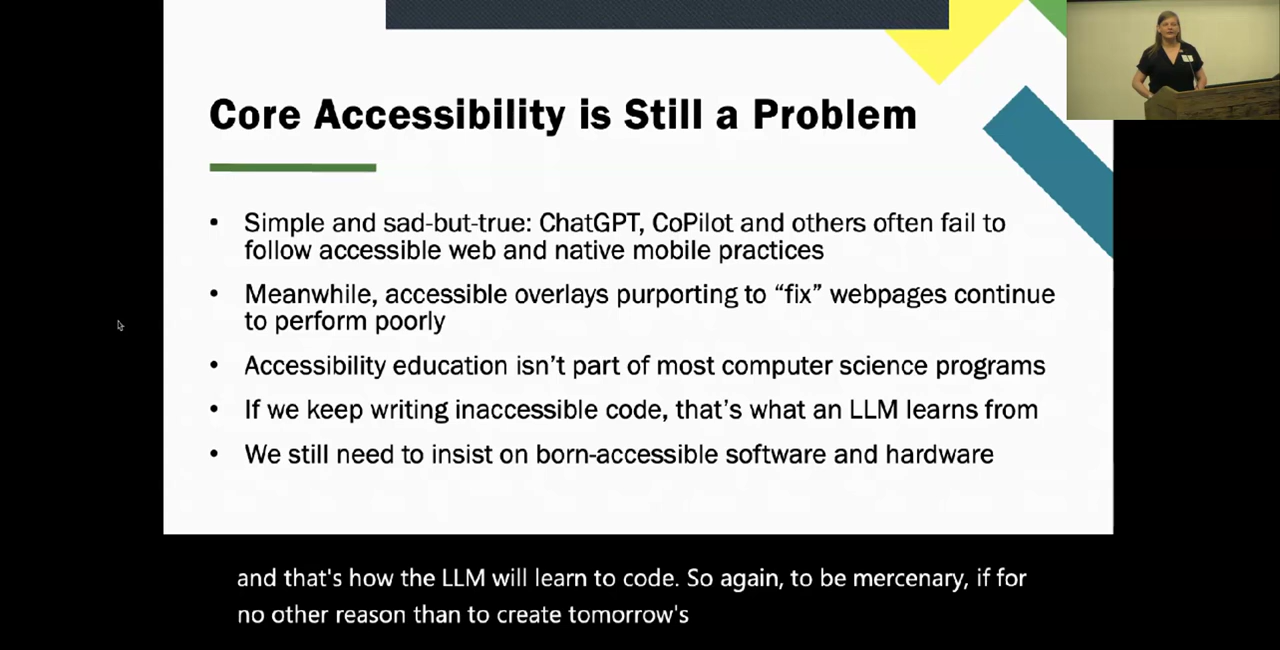 Core Accessibility is Still a Problem
• Simple and sad-but-true: ChatGPT, CoPilot and others often fail to
follow accessible web and native mobile practices
• Meanwhile, accessible overlays purporting to “fix” webpages continue
to perform poorly
• Accessibility education isn’t part of most computer science programs
• If we keep writing inaccessible code, that’s what an LLM learns from
• We still need to insist on born-accessible software and hardware
and that's how the LLM will learn to code. So again, to be mercenary, if for
no other reason than to create tomorrow's